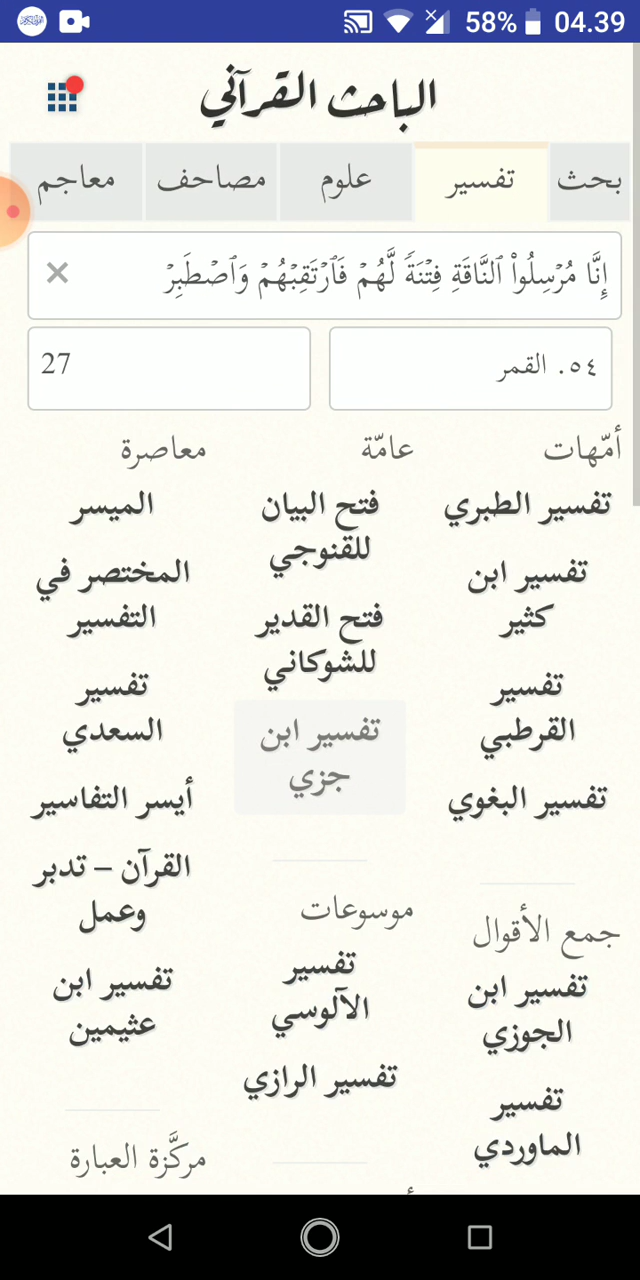 58% 04.39
الباحث القرآني
بحث تفسير علوم مصاحف معاجم
إِنَّا مُرْسِلُوا۟ ٱلنَّاقَةِ فِتْنَةً لَّهُمْ فَٱرْتَقِبْهُمْ وَٱصْطَبِرْ
٥٤. القمر
27
أمّهات
تفسير الطبري
تفسير ابن
كثير
تفسير
القرطبي
تفسير البغوي
جمع الأقوال
تفسير ابن
الجوزي
تفسير
الماوردي
عامّة
فتح البيان
للقنوجي
فتح القدير
للشوكاني
تفسير ابن
جزي
موسوعات
تفسير
الآلوسي
تفسير الرازي
معاصرة
الميسر
المختصر في
التفسير
تفسير
السعدي
أيسر التفاسير
القرآن – تدبر
وعمل
تفسير ابن
عثيمين
مركَّزة العبارة